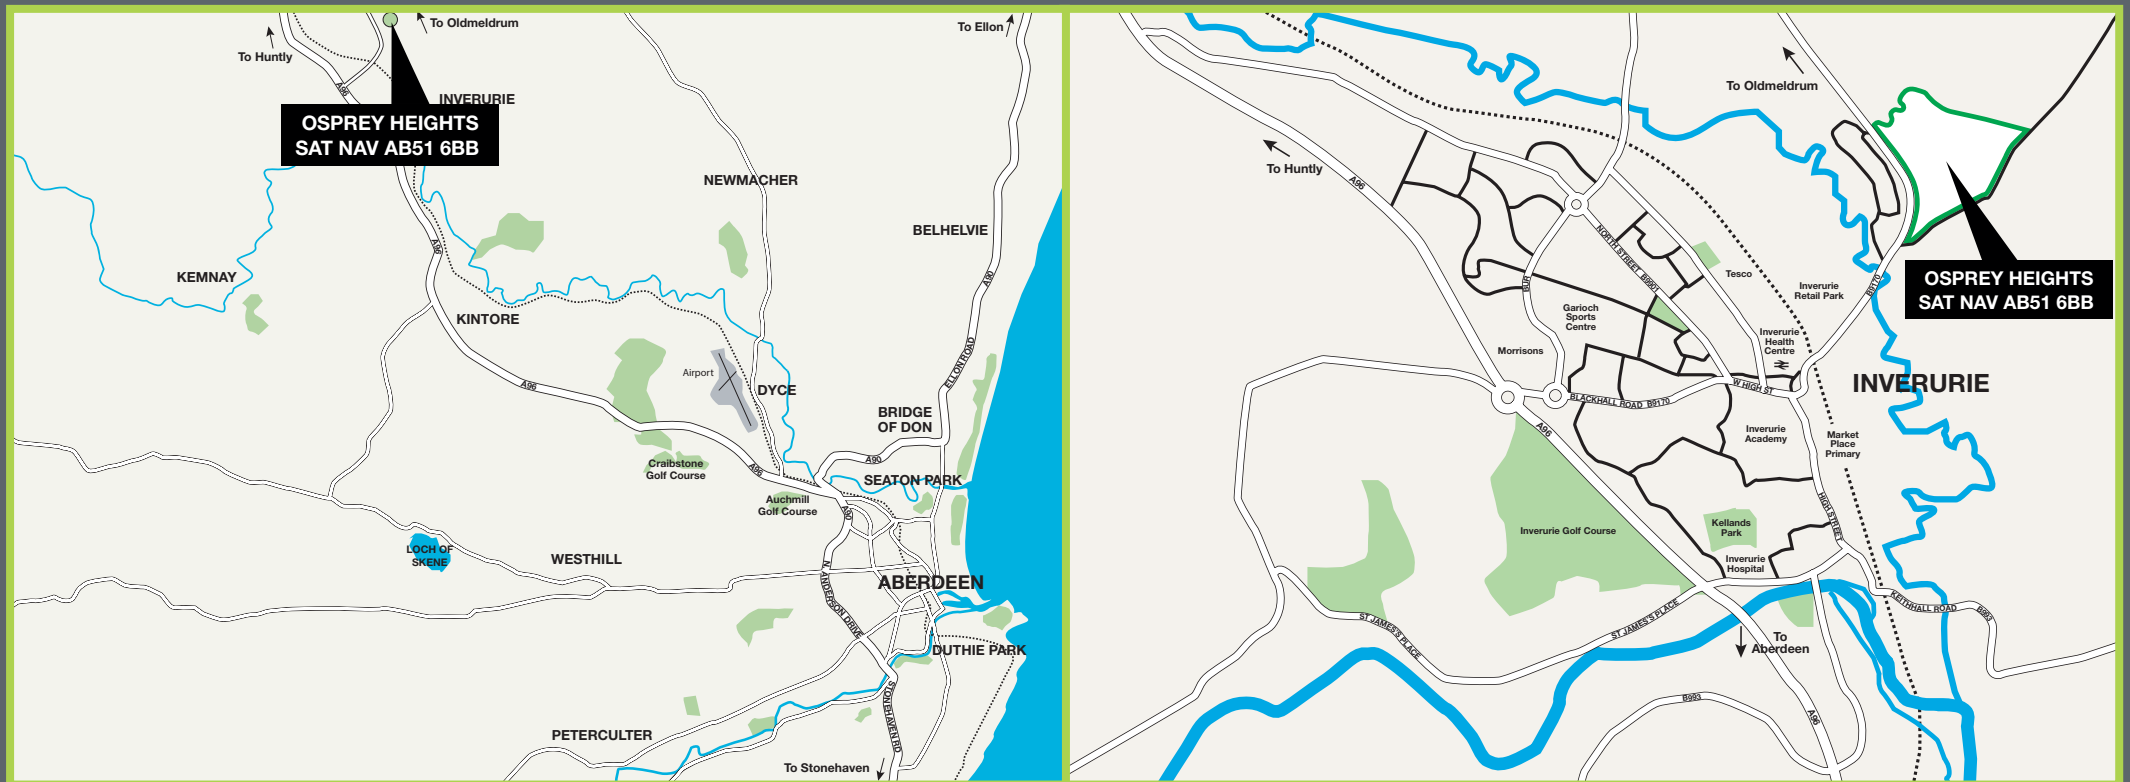 To Oldmeldrum
To Huntly
To Ellon
A96
INVERURIE
OSPREY HEIGHTS
SAT NAV AB51 6BB
NEWMACHER
BELHELVIE
A96
KEMNAY
A90
KINTORE
ELLON ROAD
Airport
A96
DYCE
BRIDGE
OF DON
A90
Craibstone
Golf Course
A96
SEATON PARK
Auchmill
Golf Course
A90
LOCH OF
SKENE
WESTHILL
ABERDEEN
N. ANDERSON DRIVE
DUTHIE PARK
STONEHAVEN RD
PETERCULTER
To Stonehaven
To Oldmeldrum
To Huntly
A96
NORTH STREET B9001
BUR
Tesco
Inverurie
Retail Park
B9170
OSPREY HEIGHTS
SAT NAV AB51 6BB
Garioch
Sports
Centre
Inverurie
Health
Centre
Morrisons
W HIGH ST
INVERURIE
BLACKHALL ROAD B9170
A96
Inverurie
Academy
Market
Place
Primary
HIGH STREET
Inverurie Golf Course
Kellands
Park
Inverurie
Hospital
KEITHHALL ROAD
B993
ST JAMES'S PLACE
ST JAMES'S PLACE
To
Aberdeen
B993
A96